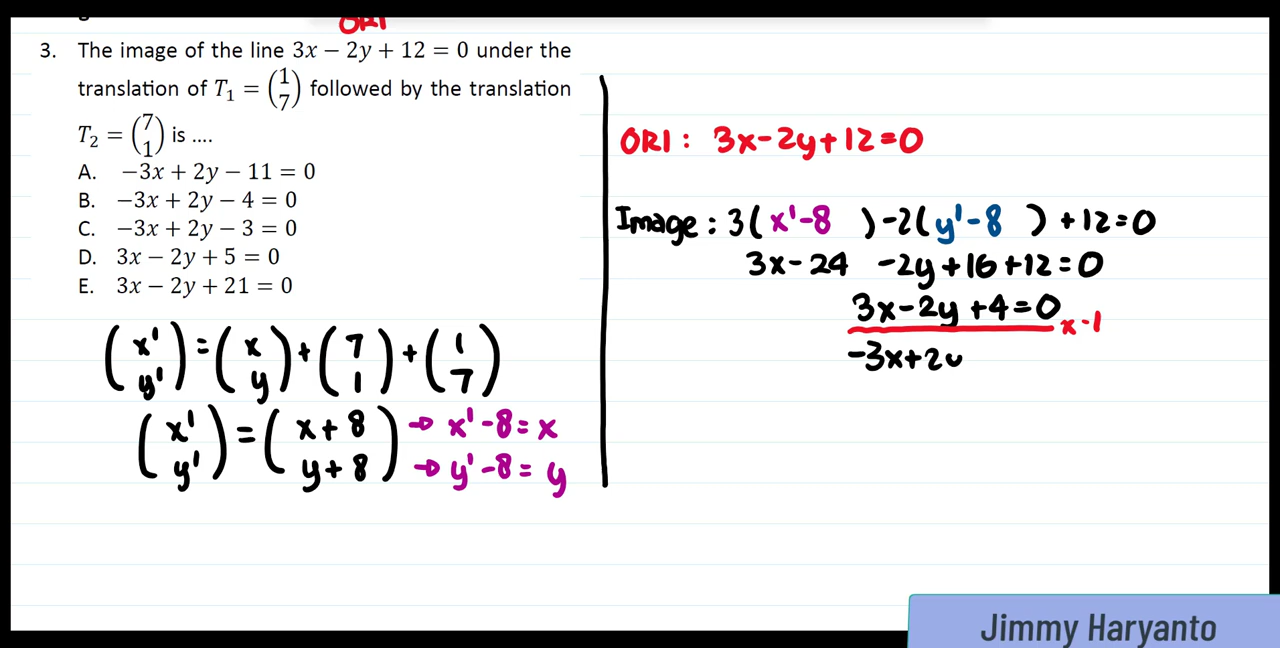 ORI
3. The image of the line 3x − 2y + 12 = 0 under the
translation of T₁ = (1 7) followed by the translation
T₂ = (7 1) is ....
A. −3x + 2y − 11 = 0
B. −3x + 2y − 4 = 0
C. −3x + 2y − 3 = 0
D. 3x − 2y + 5 = 0
E. 3x − 2y + 21 = 0
(x' y') = (x y) + (7 1) + (1 7)
(x' y') = (x + 8 y + 8) → x' − 8 = x
→ y' − 8 = y
ORI : 3x − 2y + 12 = 0
Image : 3( x' − 8 ) − 2( y' − 8 ) + 12 = 0
3x − 24 − 2y + 16 + 12 = 0
3x − 2y + 4 = 0
x −1
−3x + 2
Jimmy Haryanto